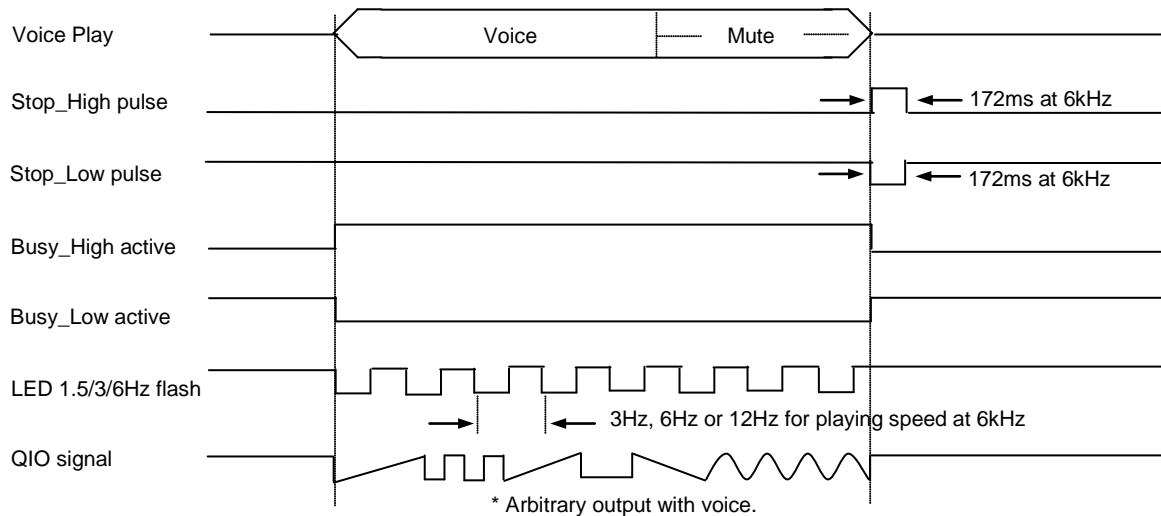 Voice Play
Voice
Mute
Stop_High pulse
172ms at 6kHz
Stop_Low pulse
172ms at 6kHz
Busy_High active
Busy_Low active
LED 1.5/3/6Hz flash
3Hz, 6Hz or 12Hz for playing speed at 6kHz
QIO signal
* Arbitrary output with voice.